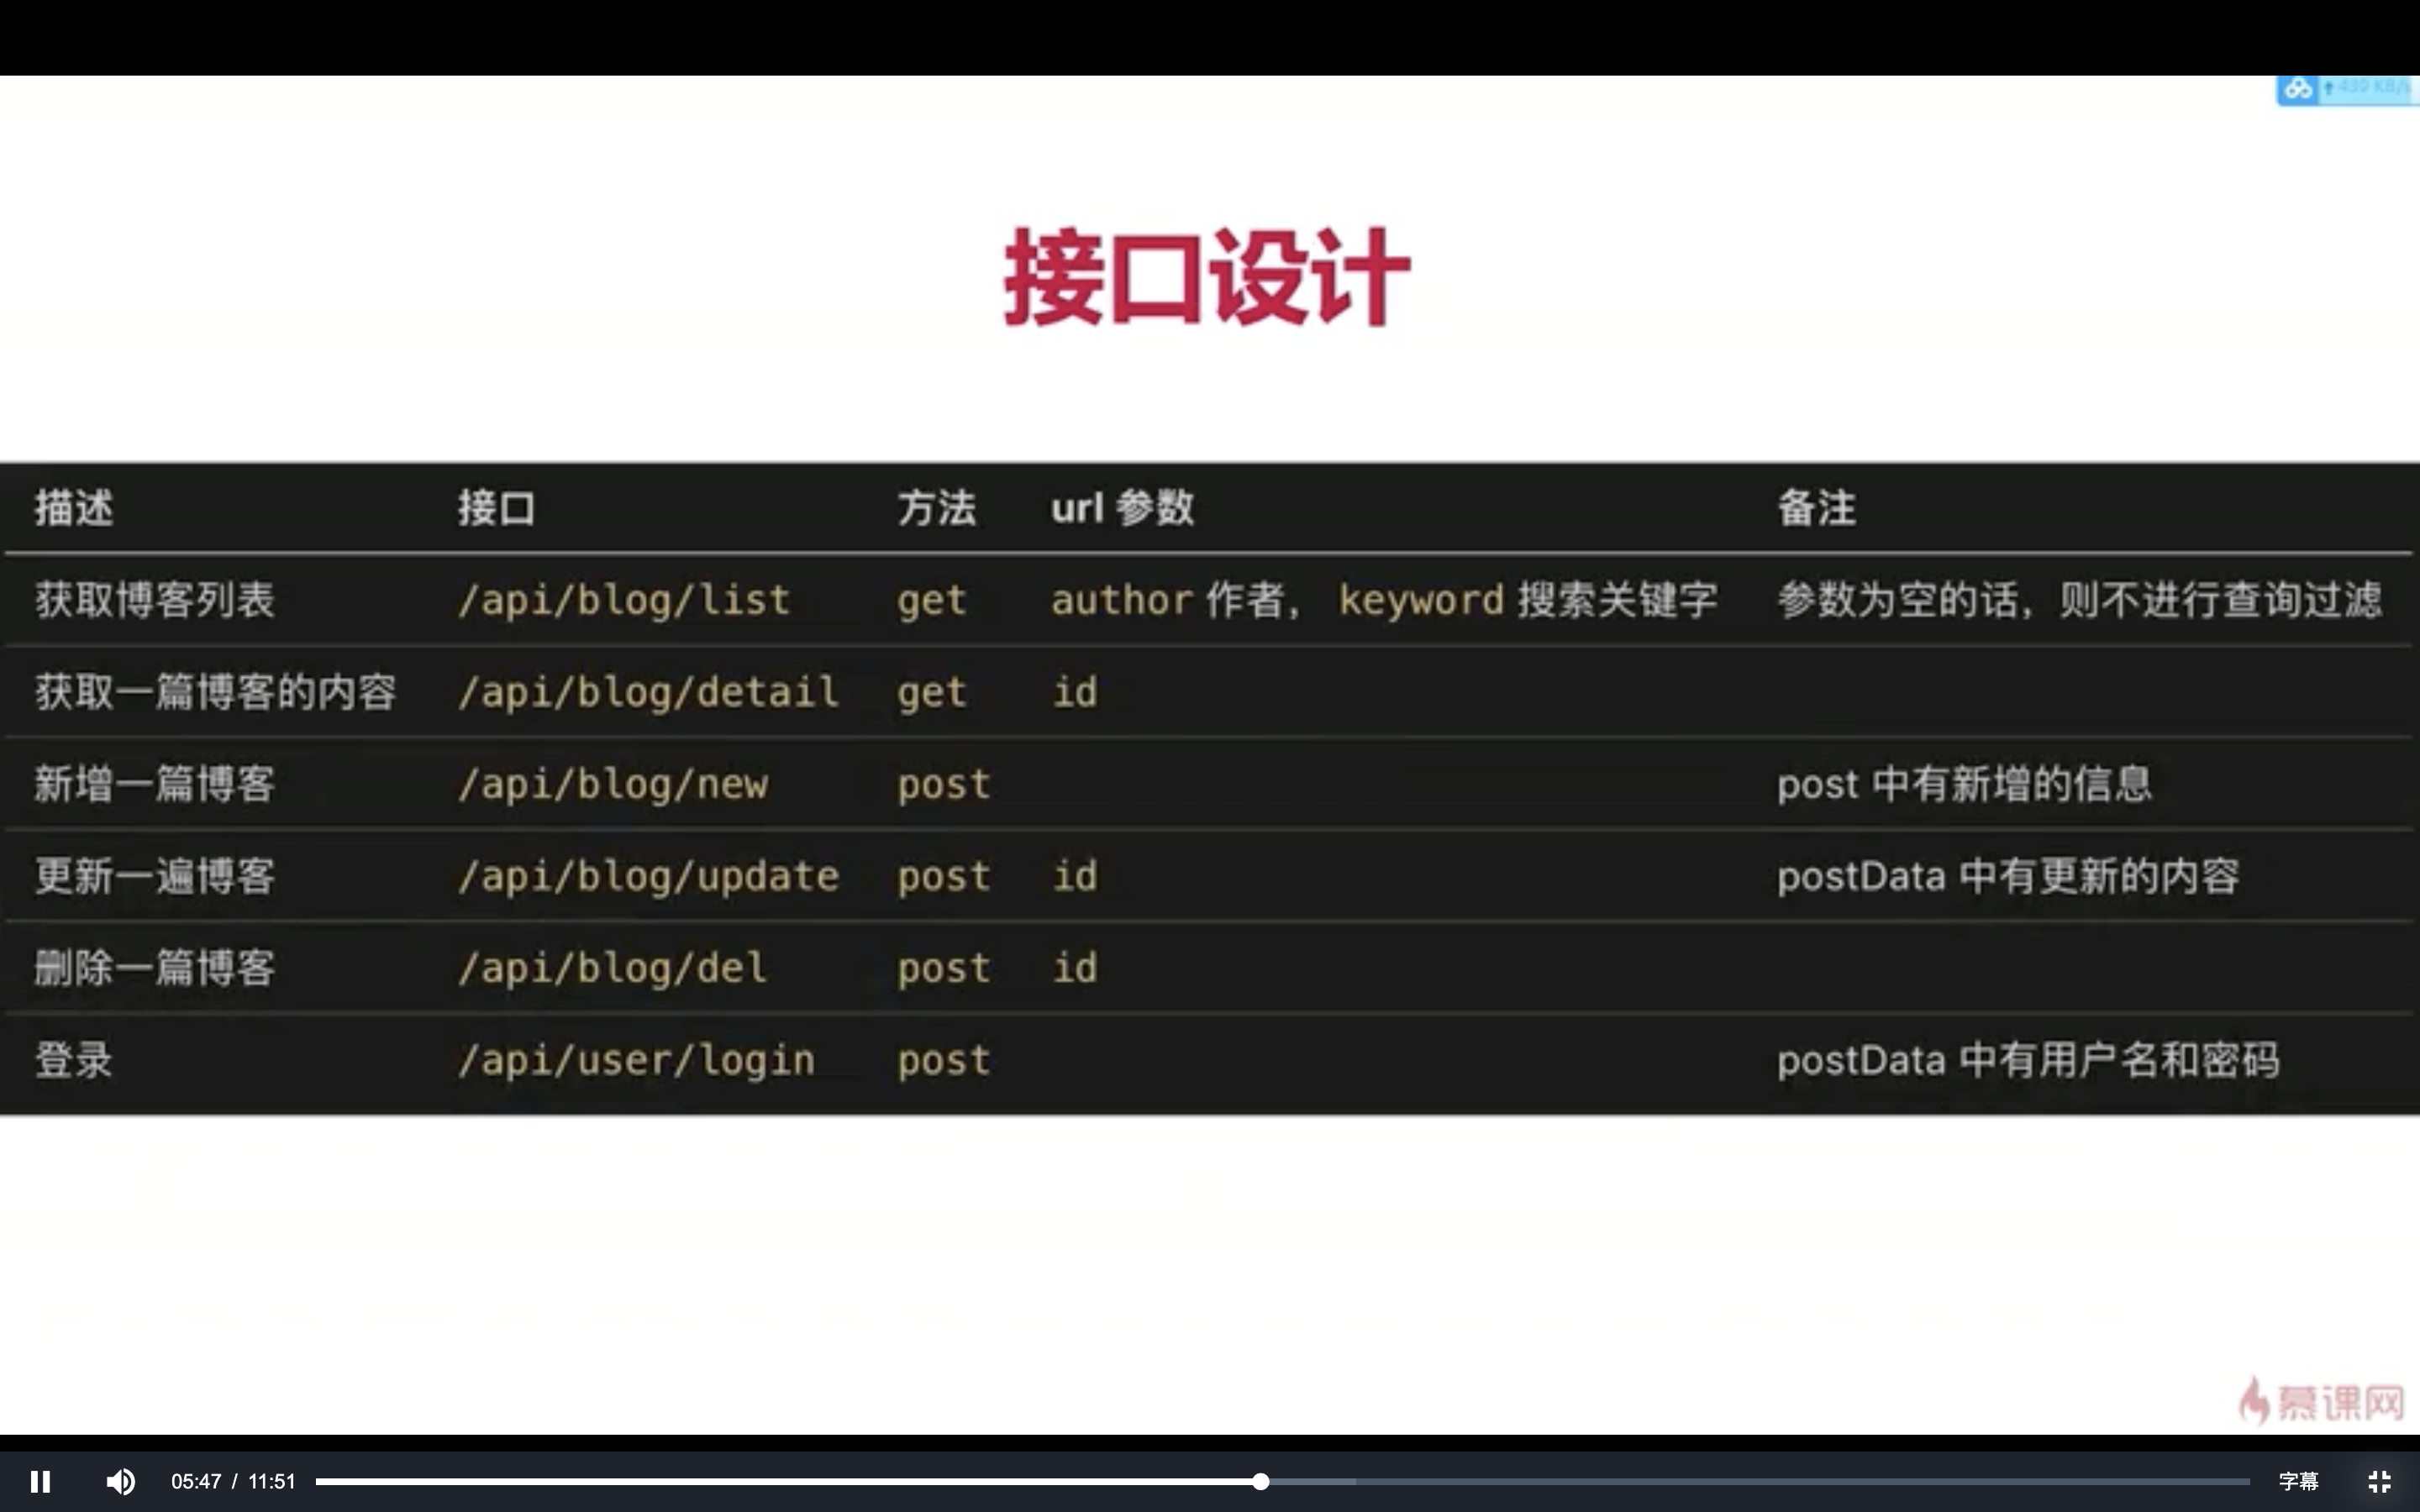 439 KB/s
接口设计
描述 接口 方法 url 参数 备注
获取博客列表 /api/blog/list get author 作者， keyword 搜索关键字 参数为空的话，则不进行查询过滤
获取一篇博客的内容 /api/blog/detail get id
新增一篇博客 /api/blog/new post post 中有新增的信息
更新一遍博客 /api/blog/update post id postData 中有更新的内容
删除一篇博客 /api/blog/del post id
登录 /api/user/login post postData 中有用户名和密码
慕课网
05:47 / 11:51 字幕